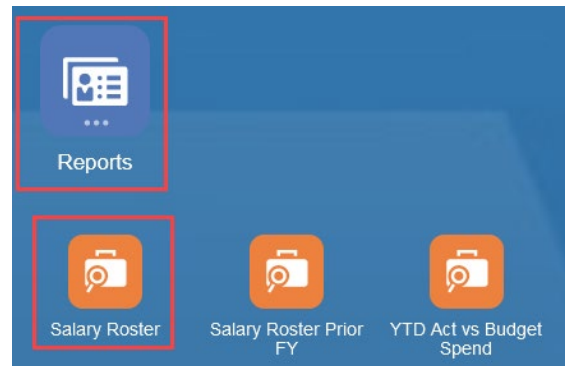 Reports
Salary Roster
Salary Roster Prior
FY
YTD Act vs Budget
Spend